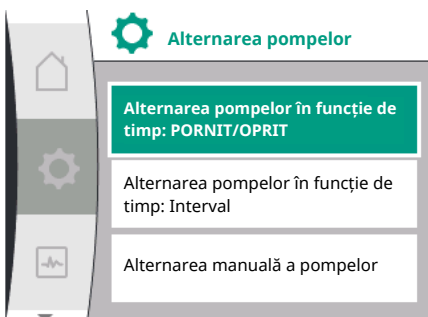 Alternarea pompelor
Alternarea pompelor în funcție de
timp: PORNIT/OPRIT
Alternarea pompelor în funcție de
timp: Interval
Alternarea manuală a pompelor